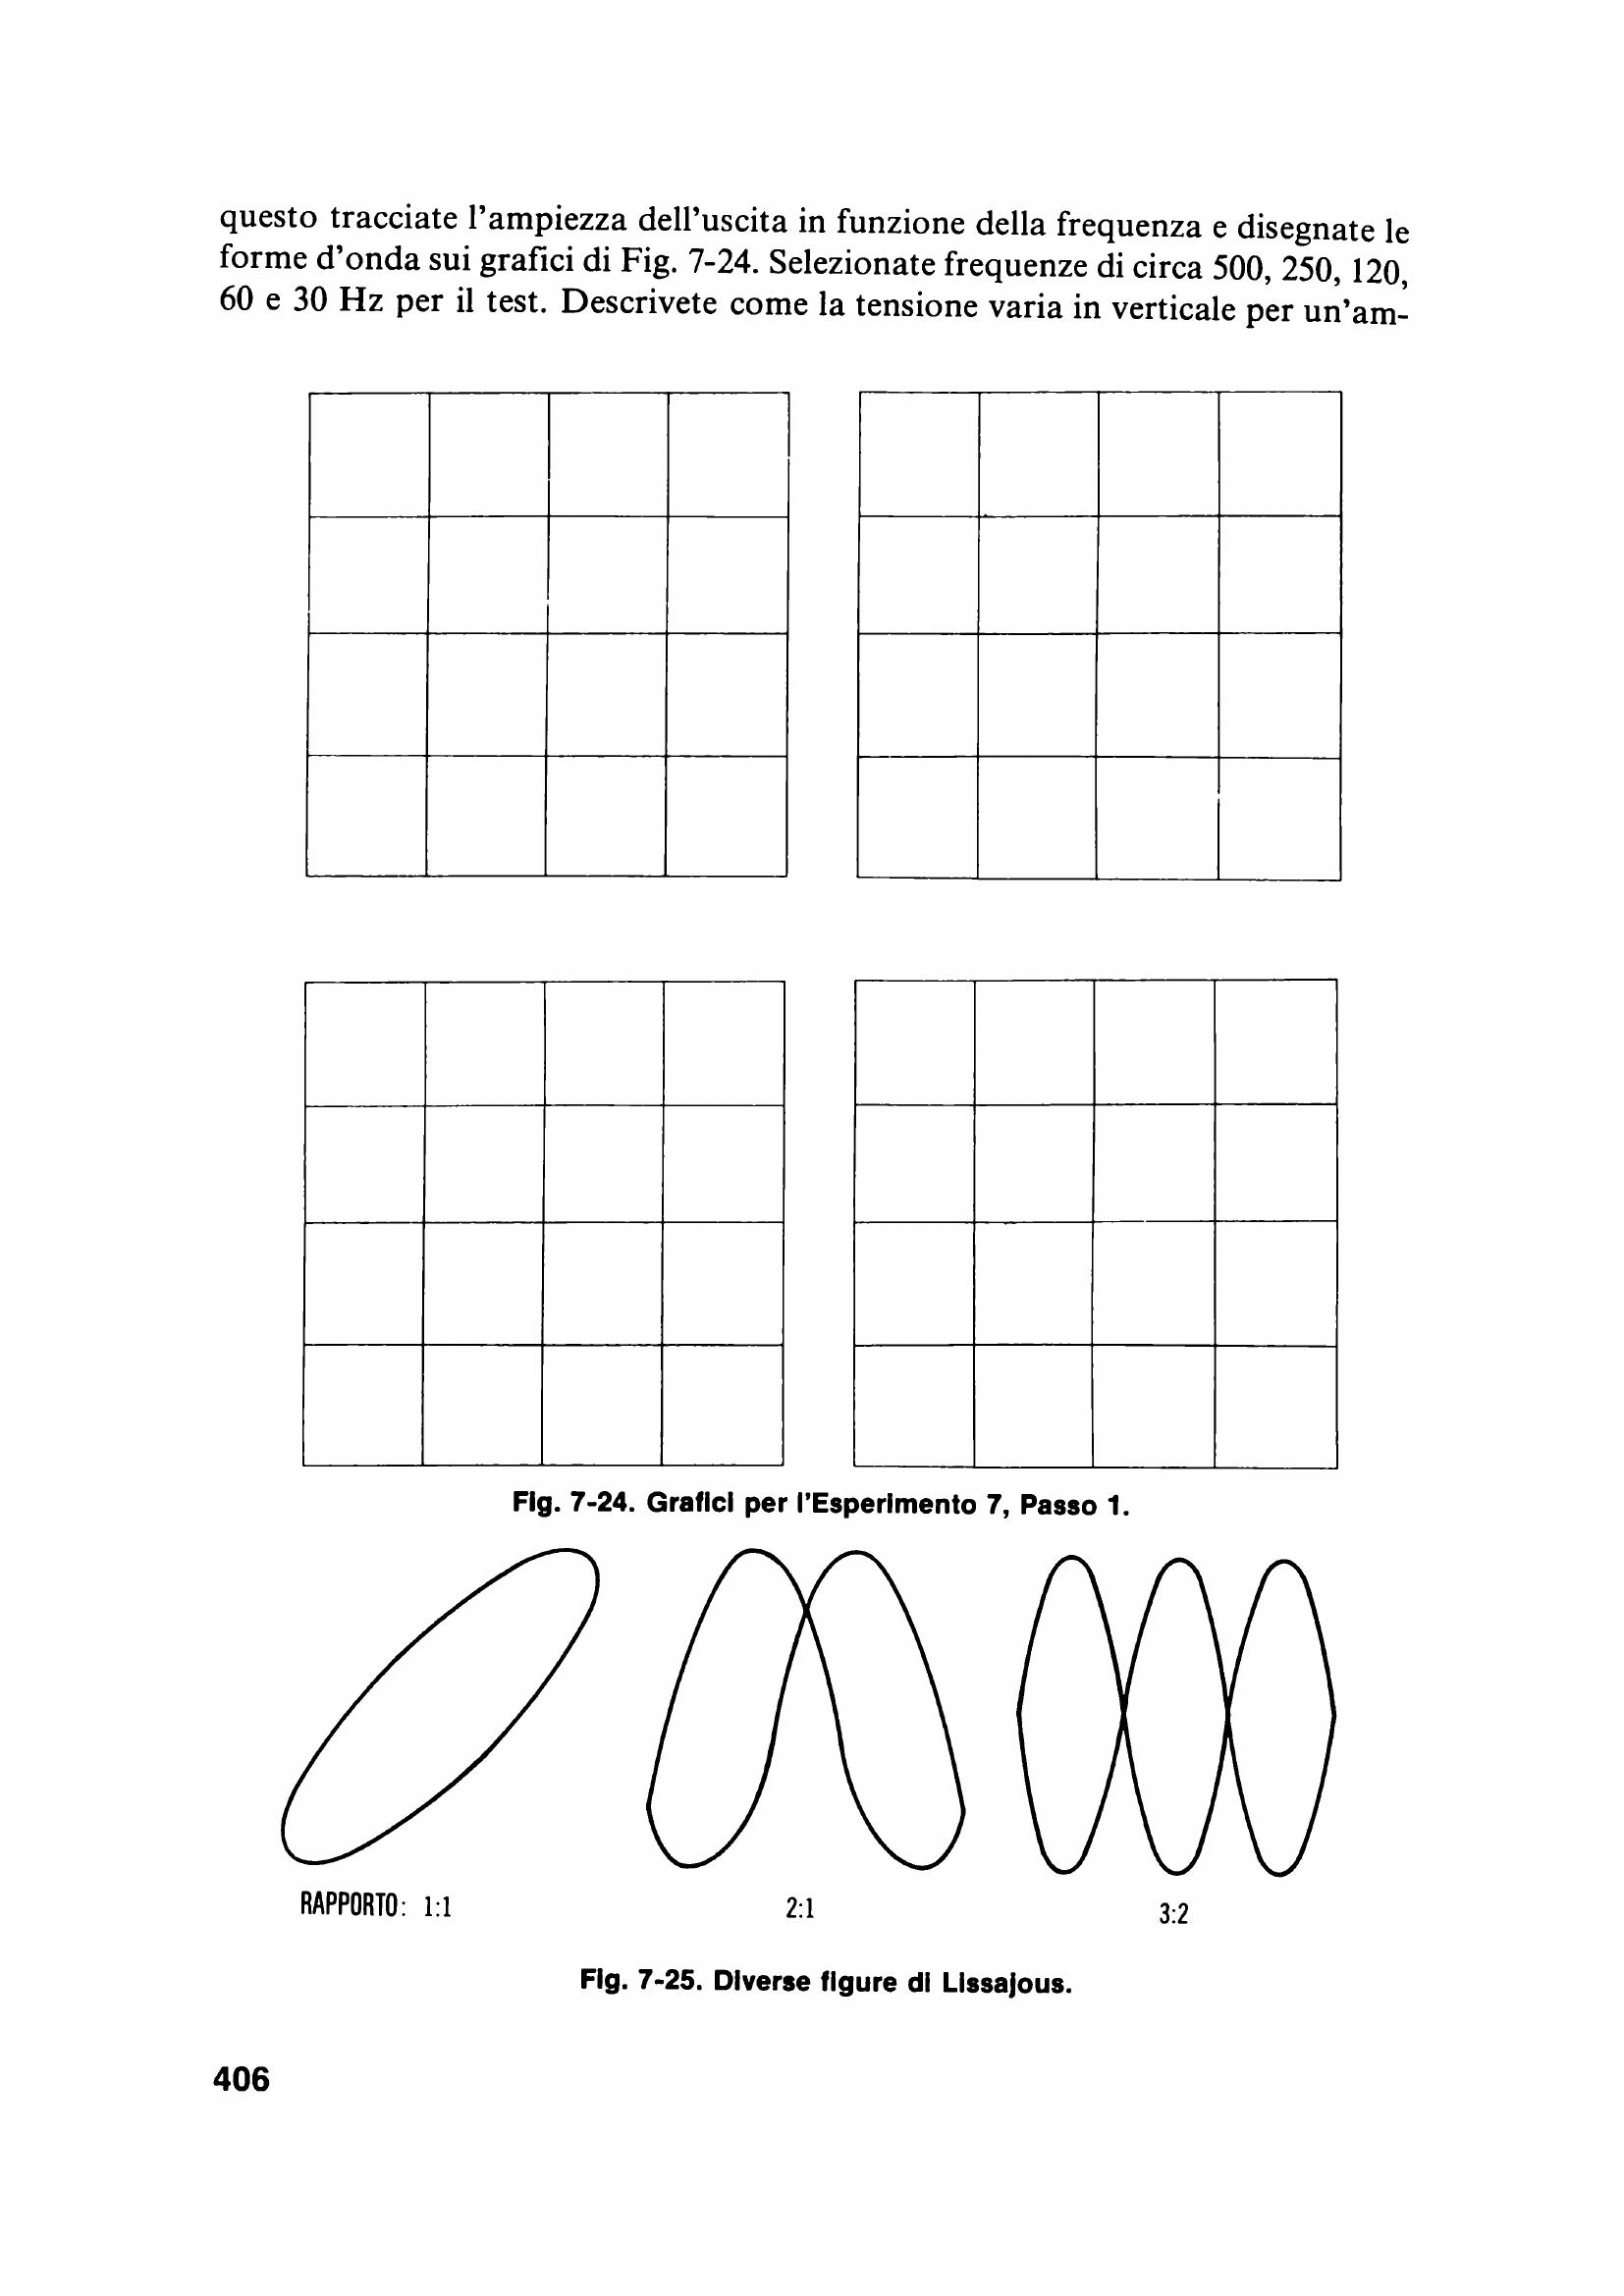 questo tracciate l'ampiezza dell'uscita in funzione della frequenza e disegnate le
forme d'onda sui grafici di Fig. 7-24. Selezionate frequenze di circa 500, 250, 120,
60 e 30 Hz per il test. Descrivete come la tensione varia in verticale per un'am-
Fig. 7-24. Grafici per l'Esperimento 7, Passo 1.
RAPPORTO: 1:1
2:1
3:2
Fig. 7-25. Diverse figure di Lissajous.
406